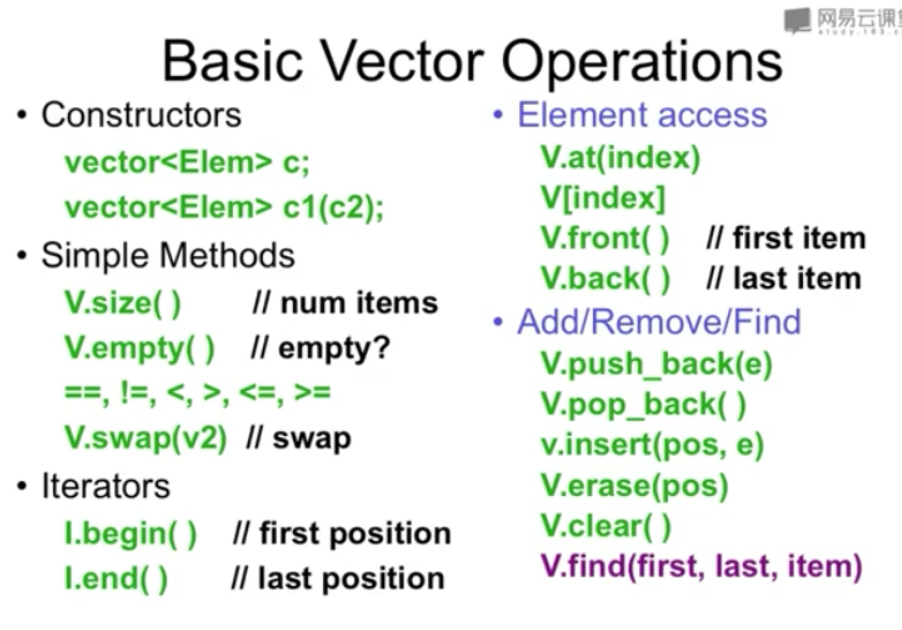 网易云课堂
study.163.c
Basic Vector Operations
• Constructors
vector<Elem> c;
vector<Elem> c1(c2);
• Simple Methods
V.size( ) // num items
V.empty( ) // empty?
==, !=, <, >, <=, >=
V.swap(v2) // swap
• Iterators
I.begin( ) // first position
I.end( ) // last position
• Element access
V.at(index)
V[index]
V.front( ) // first item
V.back( ) // last item
• Add/Remove/Find
V.push_back(e)
V.pop_back( )
v.insert(pos, e)
V.erase(pos)
V.clear( )
V.find(first, last, item)